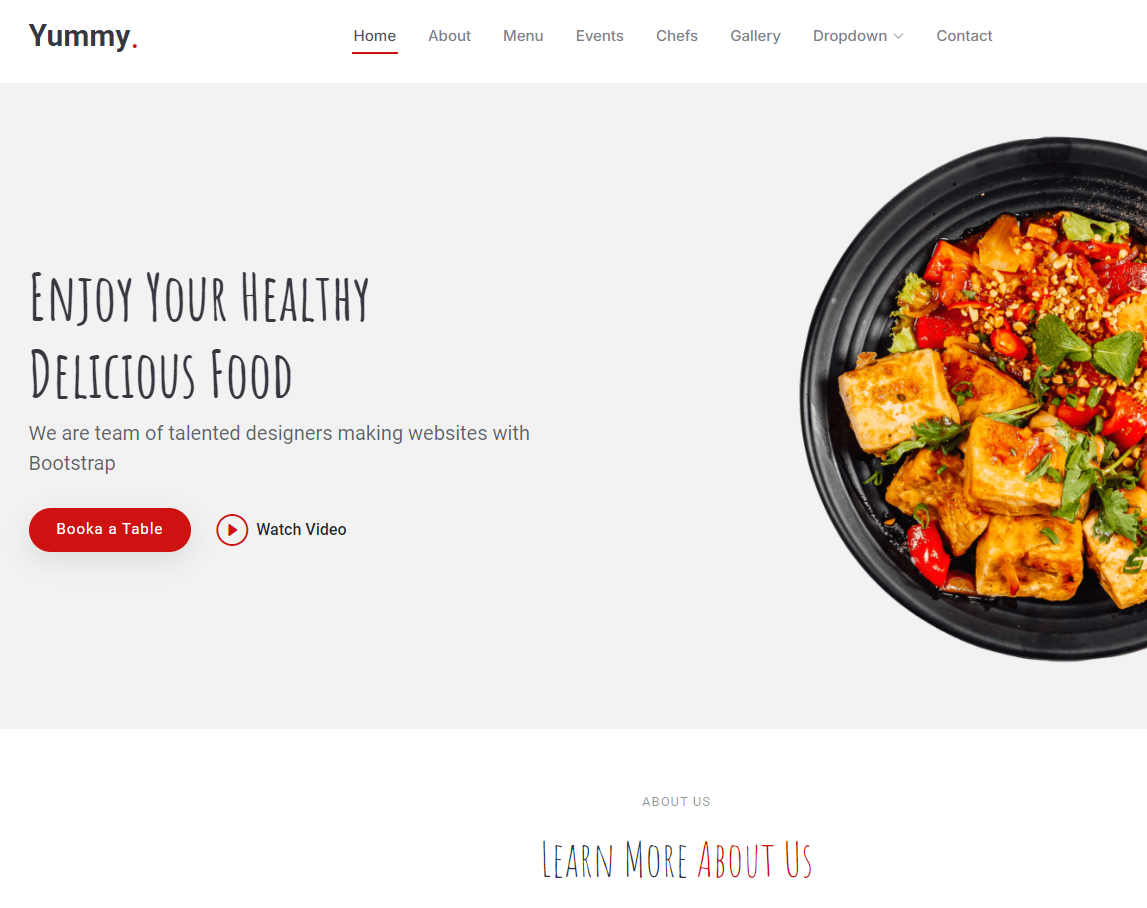 Yummy.
Home About Menu Events Chefs Gallery Dropdown Contact
Enjoy Your Healthy
Delicious Food
We are team of talented designers making websites with
Bootstrap
Booka a Table Watch Video
ABOUT US
Learn More About Us